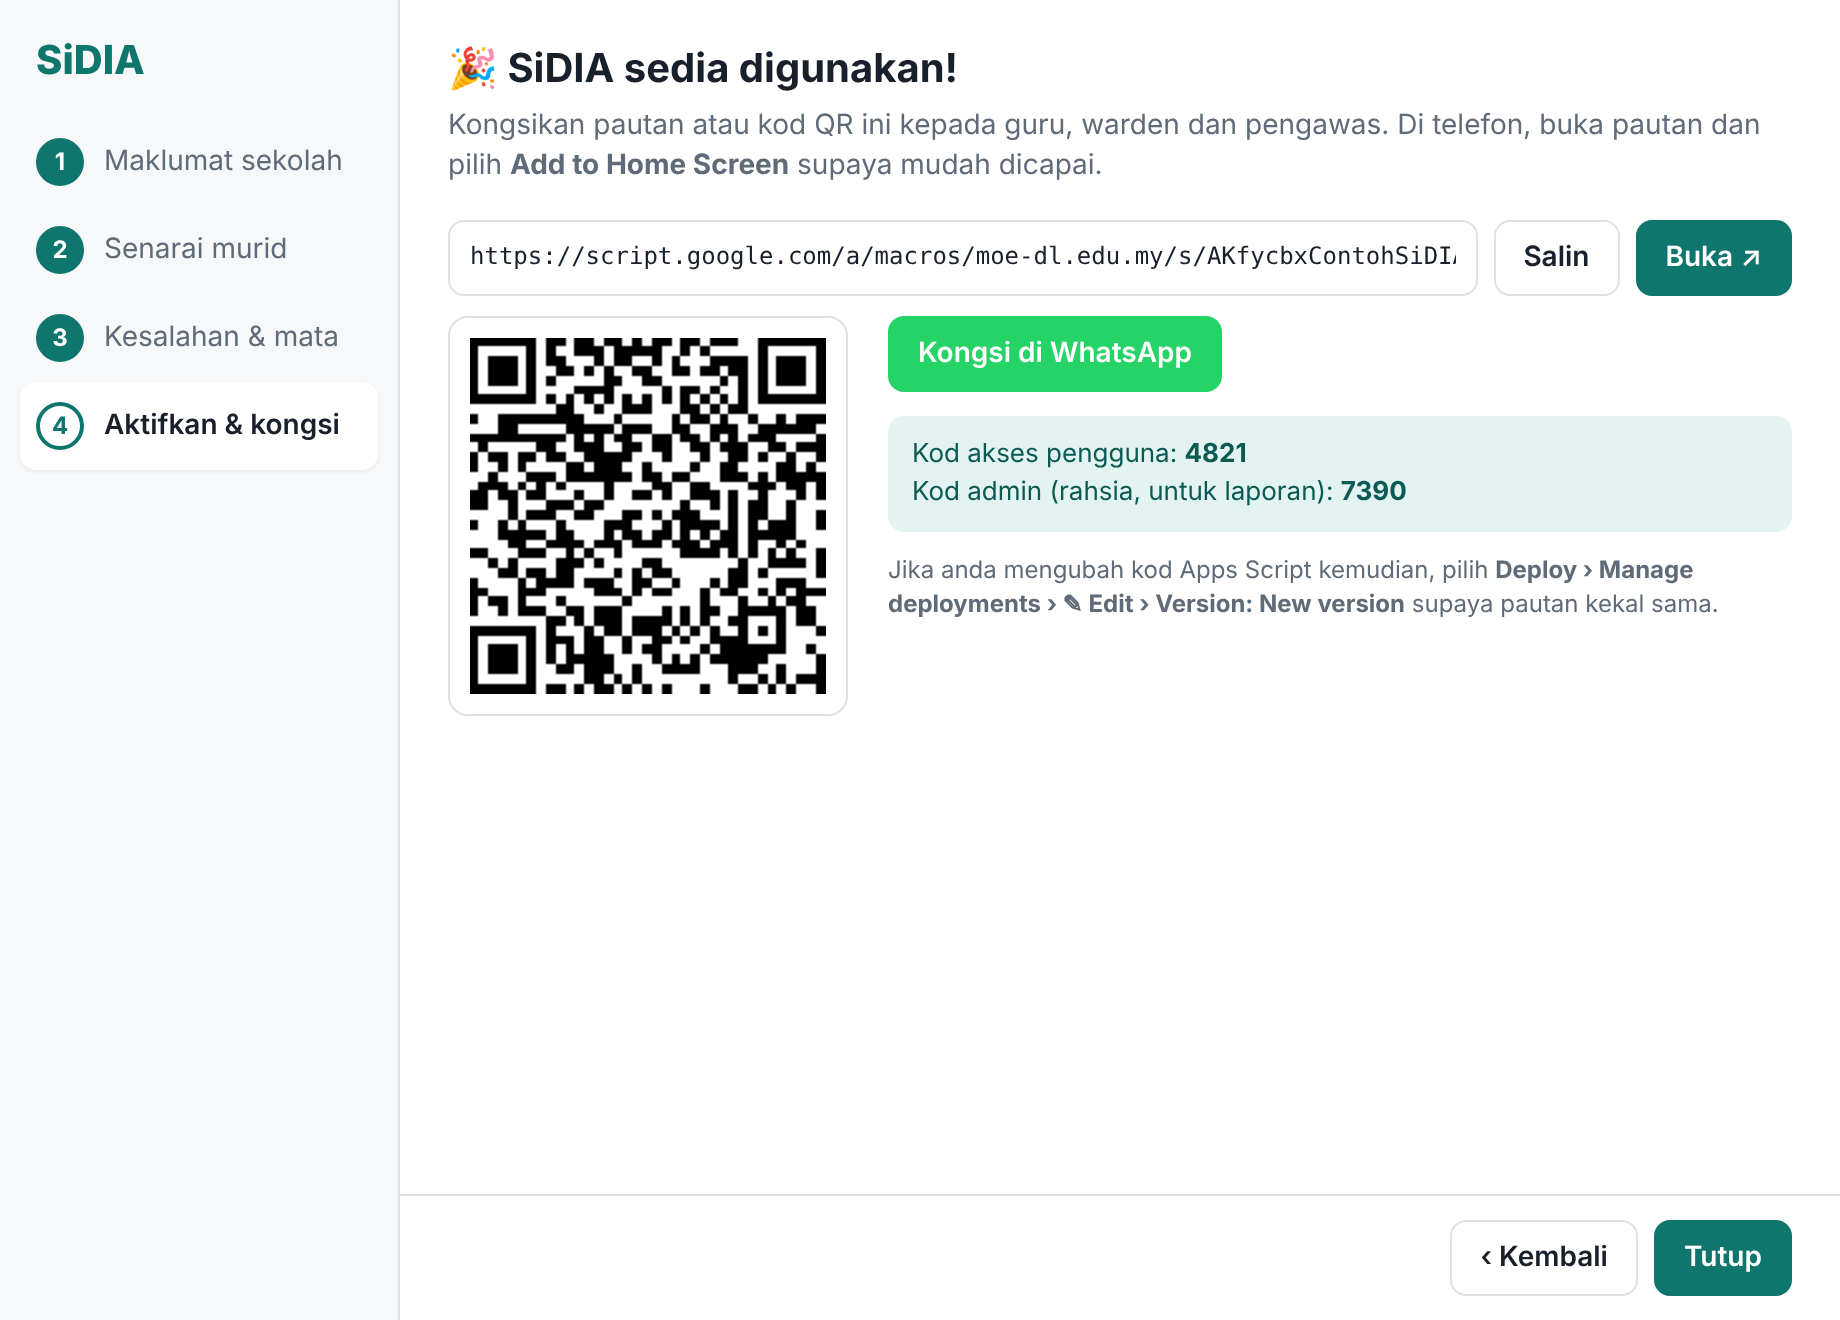 SiDIA
1 Maklumat sekolah
2 Senarai murid
3 Kesalahan & mata
4 Aktifkan & kongsi
🎉 SiDIA sedia digunakan!
Kongsikan pautan atau kod QR ini kepada guru, warden dan pengawas. Di telefon, buka pautan dan
pilih Add to Home Screen supaya mudah dicapai.
https://script.google.com/a/macros/moe-dl.edu.my/s/AKfycbxContohSiDIA
Salin
Buka ↗
Kongsi di WhatsApp
Kod akses pengguna: 4821
Kod admin (rahsia, untuk laporan): 7390
Jika anda mengubah kod Apps Script kemudian, pilih Deploy › Manage
deployments › ✎ Edit › Version: New version supaya pautan kekal sama.
‹ Kembali
Tutup